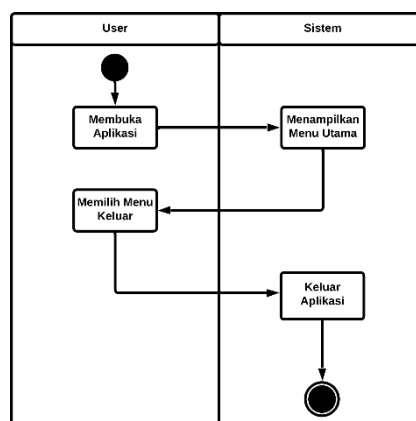 User
Sistem
Membuka
Aplikasi
Menampilkan
Menu Utama
Memilih Menu
Keluar
Keluar
Aplikasi